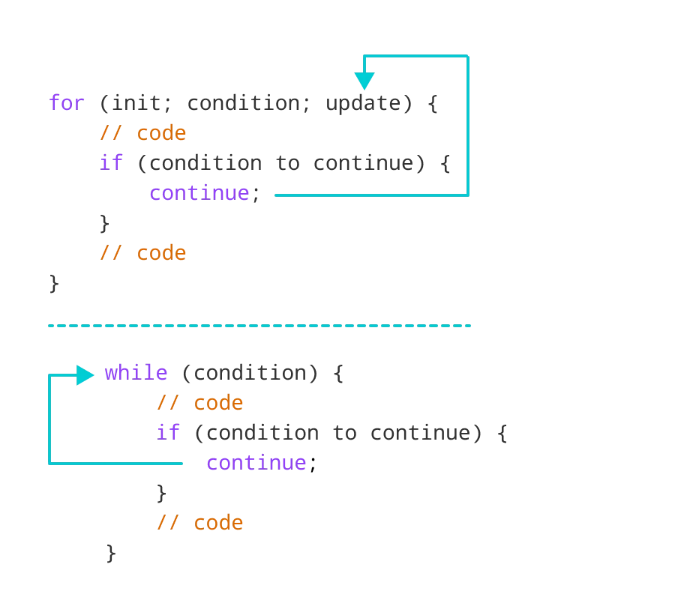 for (init; condition; update) {
    // code
    if (condition to continue) {
        continue;
    }
    // code
}
while (condition) {
    // code
    if (condition to continue) {
        continue;
    }
    // code
}